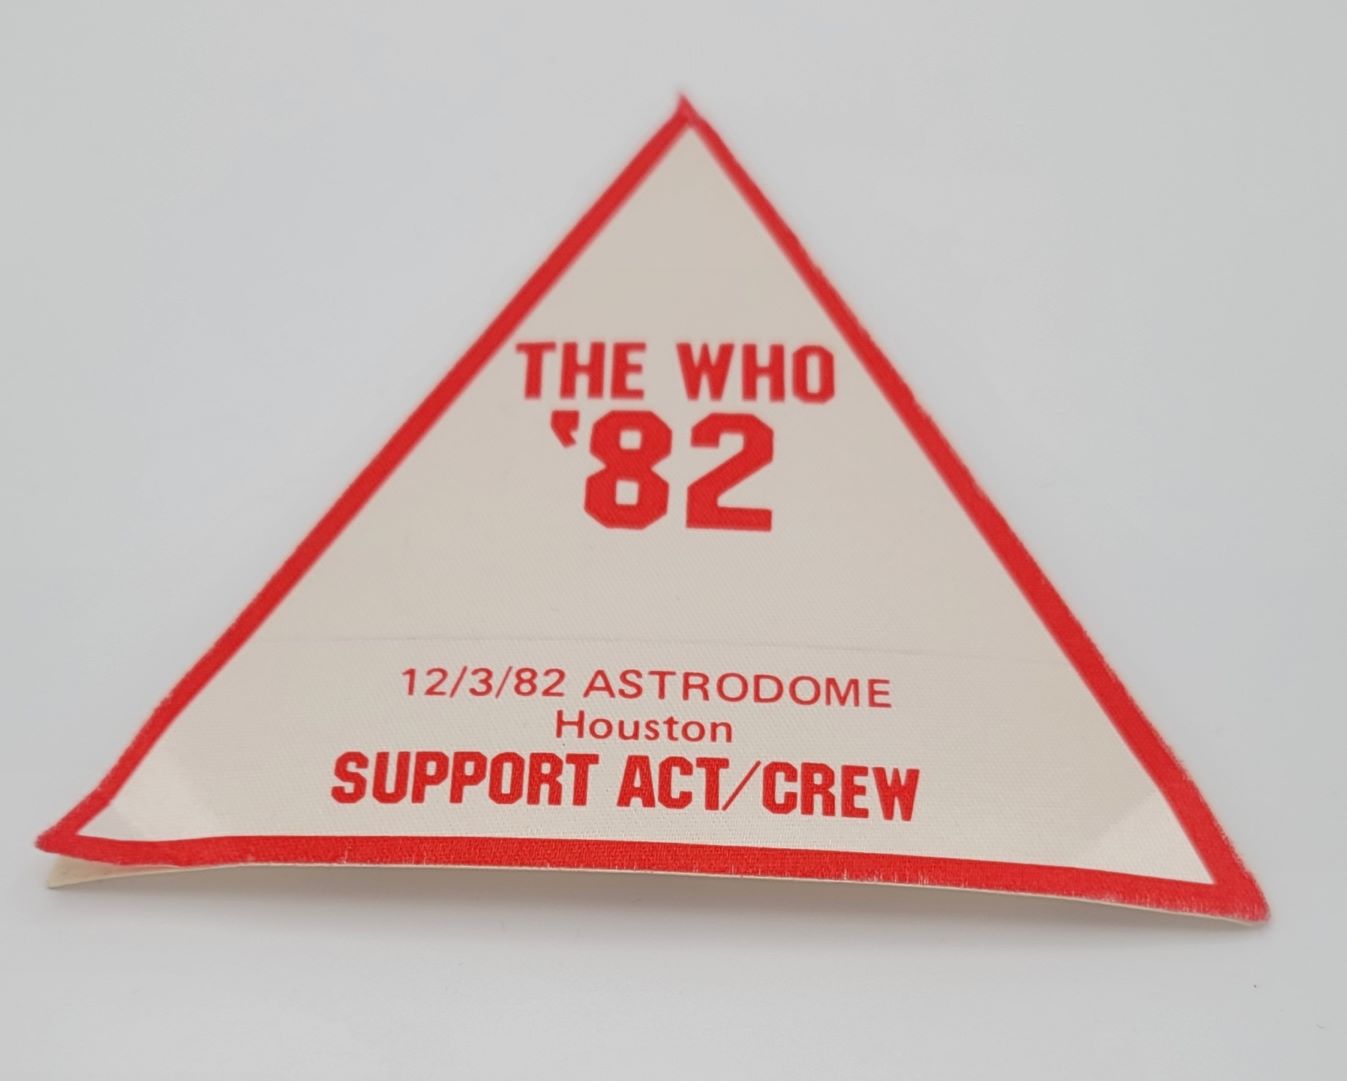 THE WHO
'82
12/3/82 ASTRODOME
Houston
SUPPORT ACT/CREW